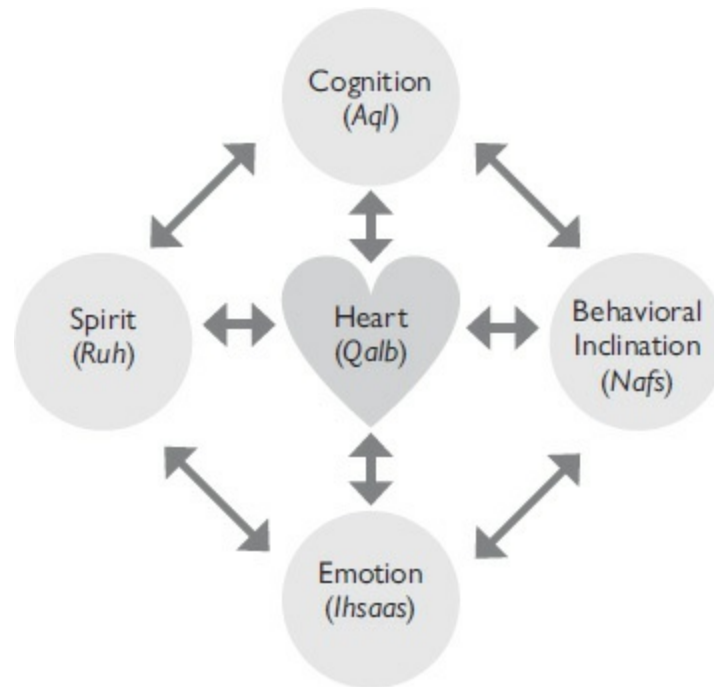 Cognition
(Aql)
Spirit
(Ruh)
Heart
(Qalb)
Behavioral
Inclination
(Nafs)
Emotion
(Ihsaas)